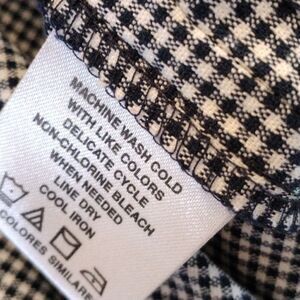 MACHINE WASH COLD
WITH LIKE COLORS
DELICATE CYCLE
NON-CHLORINE BLEACH
WHEN NEEDED
LINE DRY
COOL IRON
COLORES SIMILARE